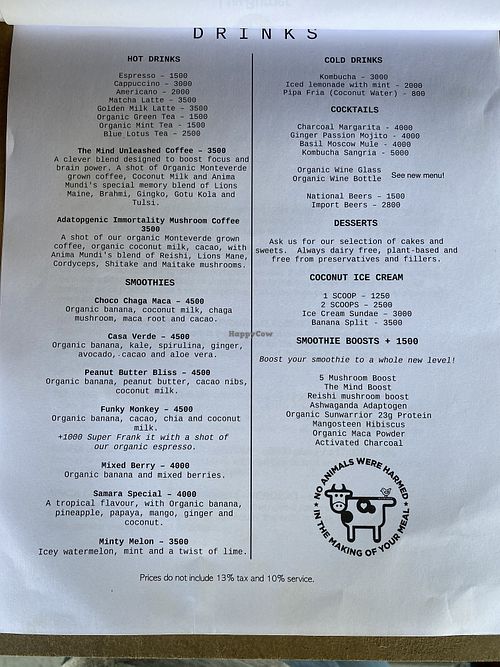 DRINKS
HOT DRINKS
Espresso – 1500
Cappuccino – 3000
Americano – 2000
Matcha Latte – 3500
Golden Milk Latte – 3500
Organic Green Tea – 1500
Organic Mint Tea – 1500
Blue Lotus Tea – 2500
The Mind Unleashed Coffee – 3500
A clever blend designed to boost focus and
brain power. A shot of Organic Monteverde
grown coffee, Coconut Milk and Anima
Mundi's special memory blend of Lions
Maine, Brahmi, Gingko, Gotu Kola and
Tulsi.
Adatopgenic Immortality Mushroom Coffee
3500
A shot of our organic Monteverde grown
coffee, organic coconut milk, cacao, with
Anima Mundi's blend of Reishi, Lions Mane,
Cordyceps, Shitake and Maitake mushrooms.
SMOOTHIES
Choco Chaga Maca – 4500
Organic banana, coconut milk, chaga
mushroom, maca root and cacao.
Casa Verde – 4500
Organic banana, kale, spirulina, ginger,
avocado, cacao and aloe vera.
Peanut Butter Bliss – 4500
Organic banana, peanut butter, cacao nibs,
coconut milk.
Funky Monkey – 4500
Organic banana, cacao, chia and coconut
milk.
+1000 Super Frank it with a shot of
our organic espresso.
Mixed Berry – 4000
Organic banana and mixed berries.
Samara Special – 4000
A tropical flavour, with Organic banana,
pineapple, papaya, mango, ginger and
coconut.
Minty Melon – 3500
Icey watermelon, mint and a twist of lime.
COLD DRINKS
Kombucha – 3000
Iced lemonade with mint - 2000
Pipa Fria (Coconut Water) - 800
COCKTAILS
Charcoal Margarita - 4000
Ginger Passion Mojito - 4000
Basil Moscow Mule - 4000
Kombucha Sangria - 5000
Organic Wine Glass
Organic Wine Bottle See new menu!
National Beers – 1500
Import Beers – 2800
DESSERTS
Ask us for our selection of cakes and
sweets. Always dairy free, plant-based and
free from preservatives and fillers.
COCONUT ICE CREAM
1 SCOOP – 1250
2 SCOOPS – 2500
Ice Cream Sundae – 3000
Banana Split - 3500
SMOOTHIE BOOSTS + 1500
Boost your smoothie to a whole new level!
5 Mushroom Boost
The Mind Boost
Reishi mushroom boost
Ashwaganda Adaptogen
Organic Sunwarrior 23g Protein
Mangosteen Hibiscus
Organic Maca Powder
Activated Charcoal
NO ANIMALS WERE HARMED
IN THE MAKING OF YOUR MEAL
Prices do not include 13% tax and 10% service.
HappyCow